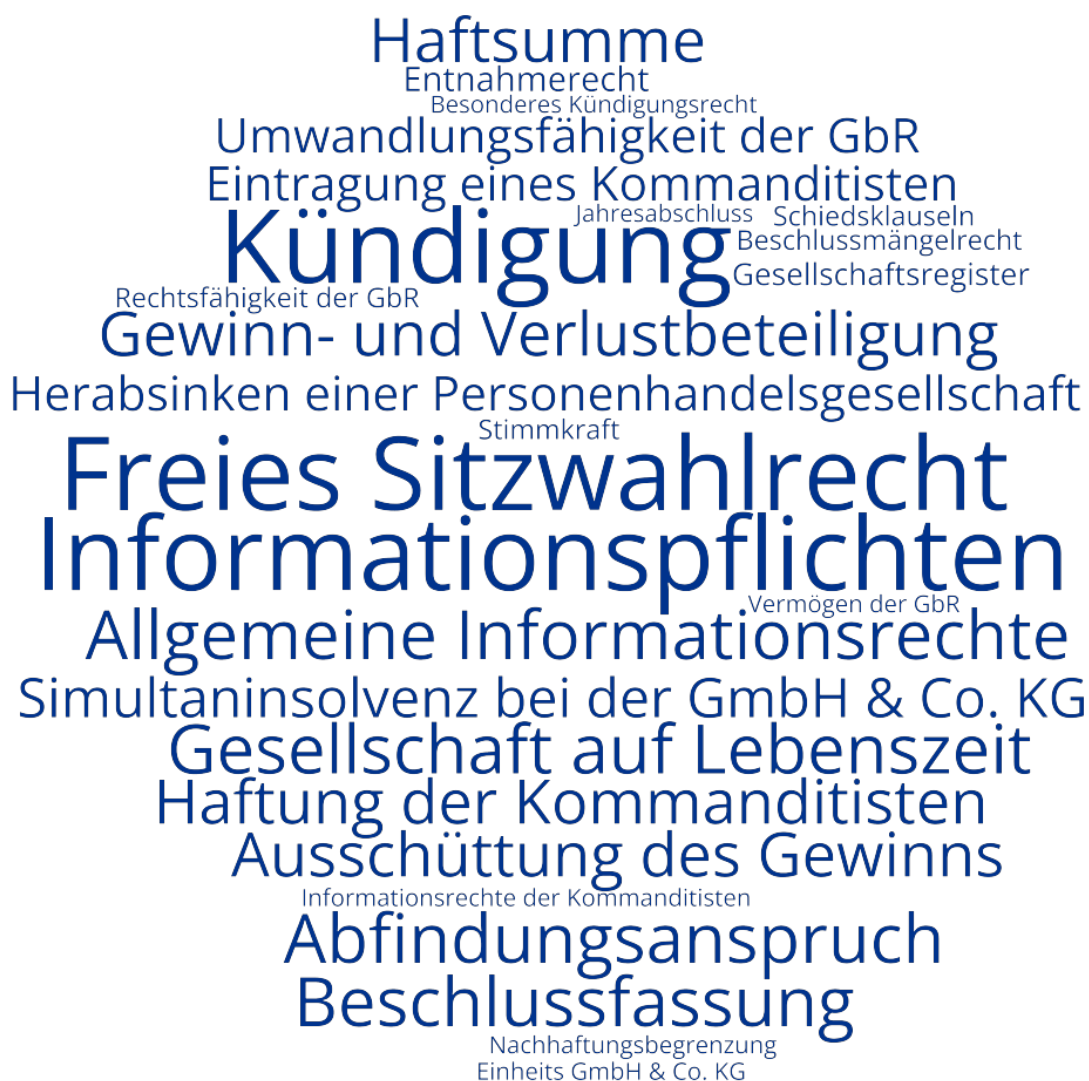 Haftsumme
Entnahmerecht
Besonderes Kündigungsrecht
Umwandlungsfähigkeit der GbR
Eintragung eines Kommanditisten
Kündigung
Jahresabschluss
Schiedsklauseln
Beschlussmängelrecht
Gesellschaftsregister
Rechtsfähigkeit der GbR
Gewinn- und Verlustbeteiligung
Herabsinken einer Personenhandelsgesellschaft
Stimmkraft
Freies Sitzwahlrecht
Informationspflichten
Vermögen der GbR
Allgemeine Informationsrechte
Simultaninsolvenz bei der GmbH & Co. KG
Gesellschaft auf Lebenszeit
Haftung der Kommanditisten
Ausschüttung des Gewinns
Informationsrechte der Kommanditisten
Abfindungsanspruch
Beschlussfassung
Nachhaftungsbegrenzung
Einheits GmbH & Co. KG